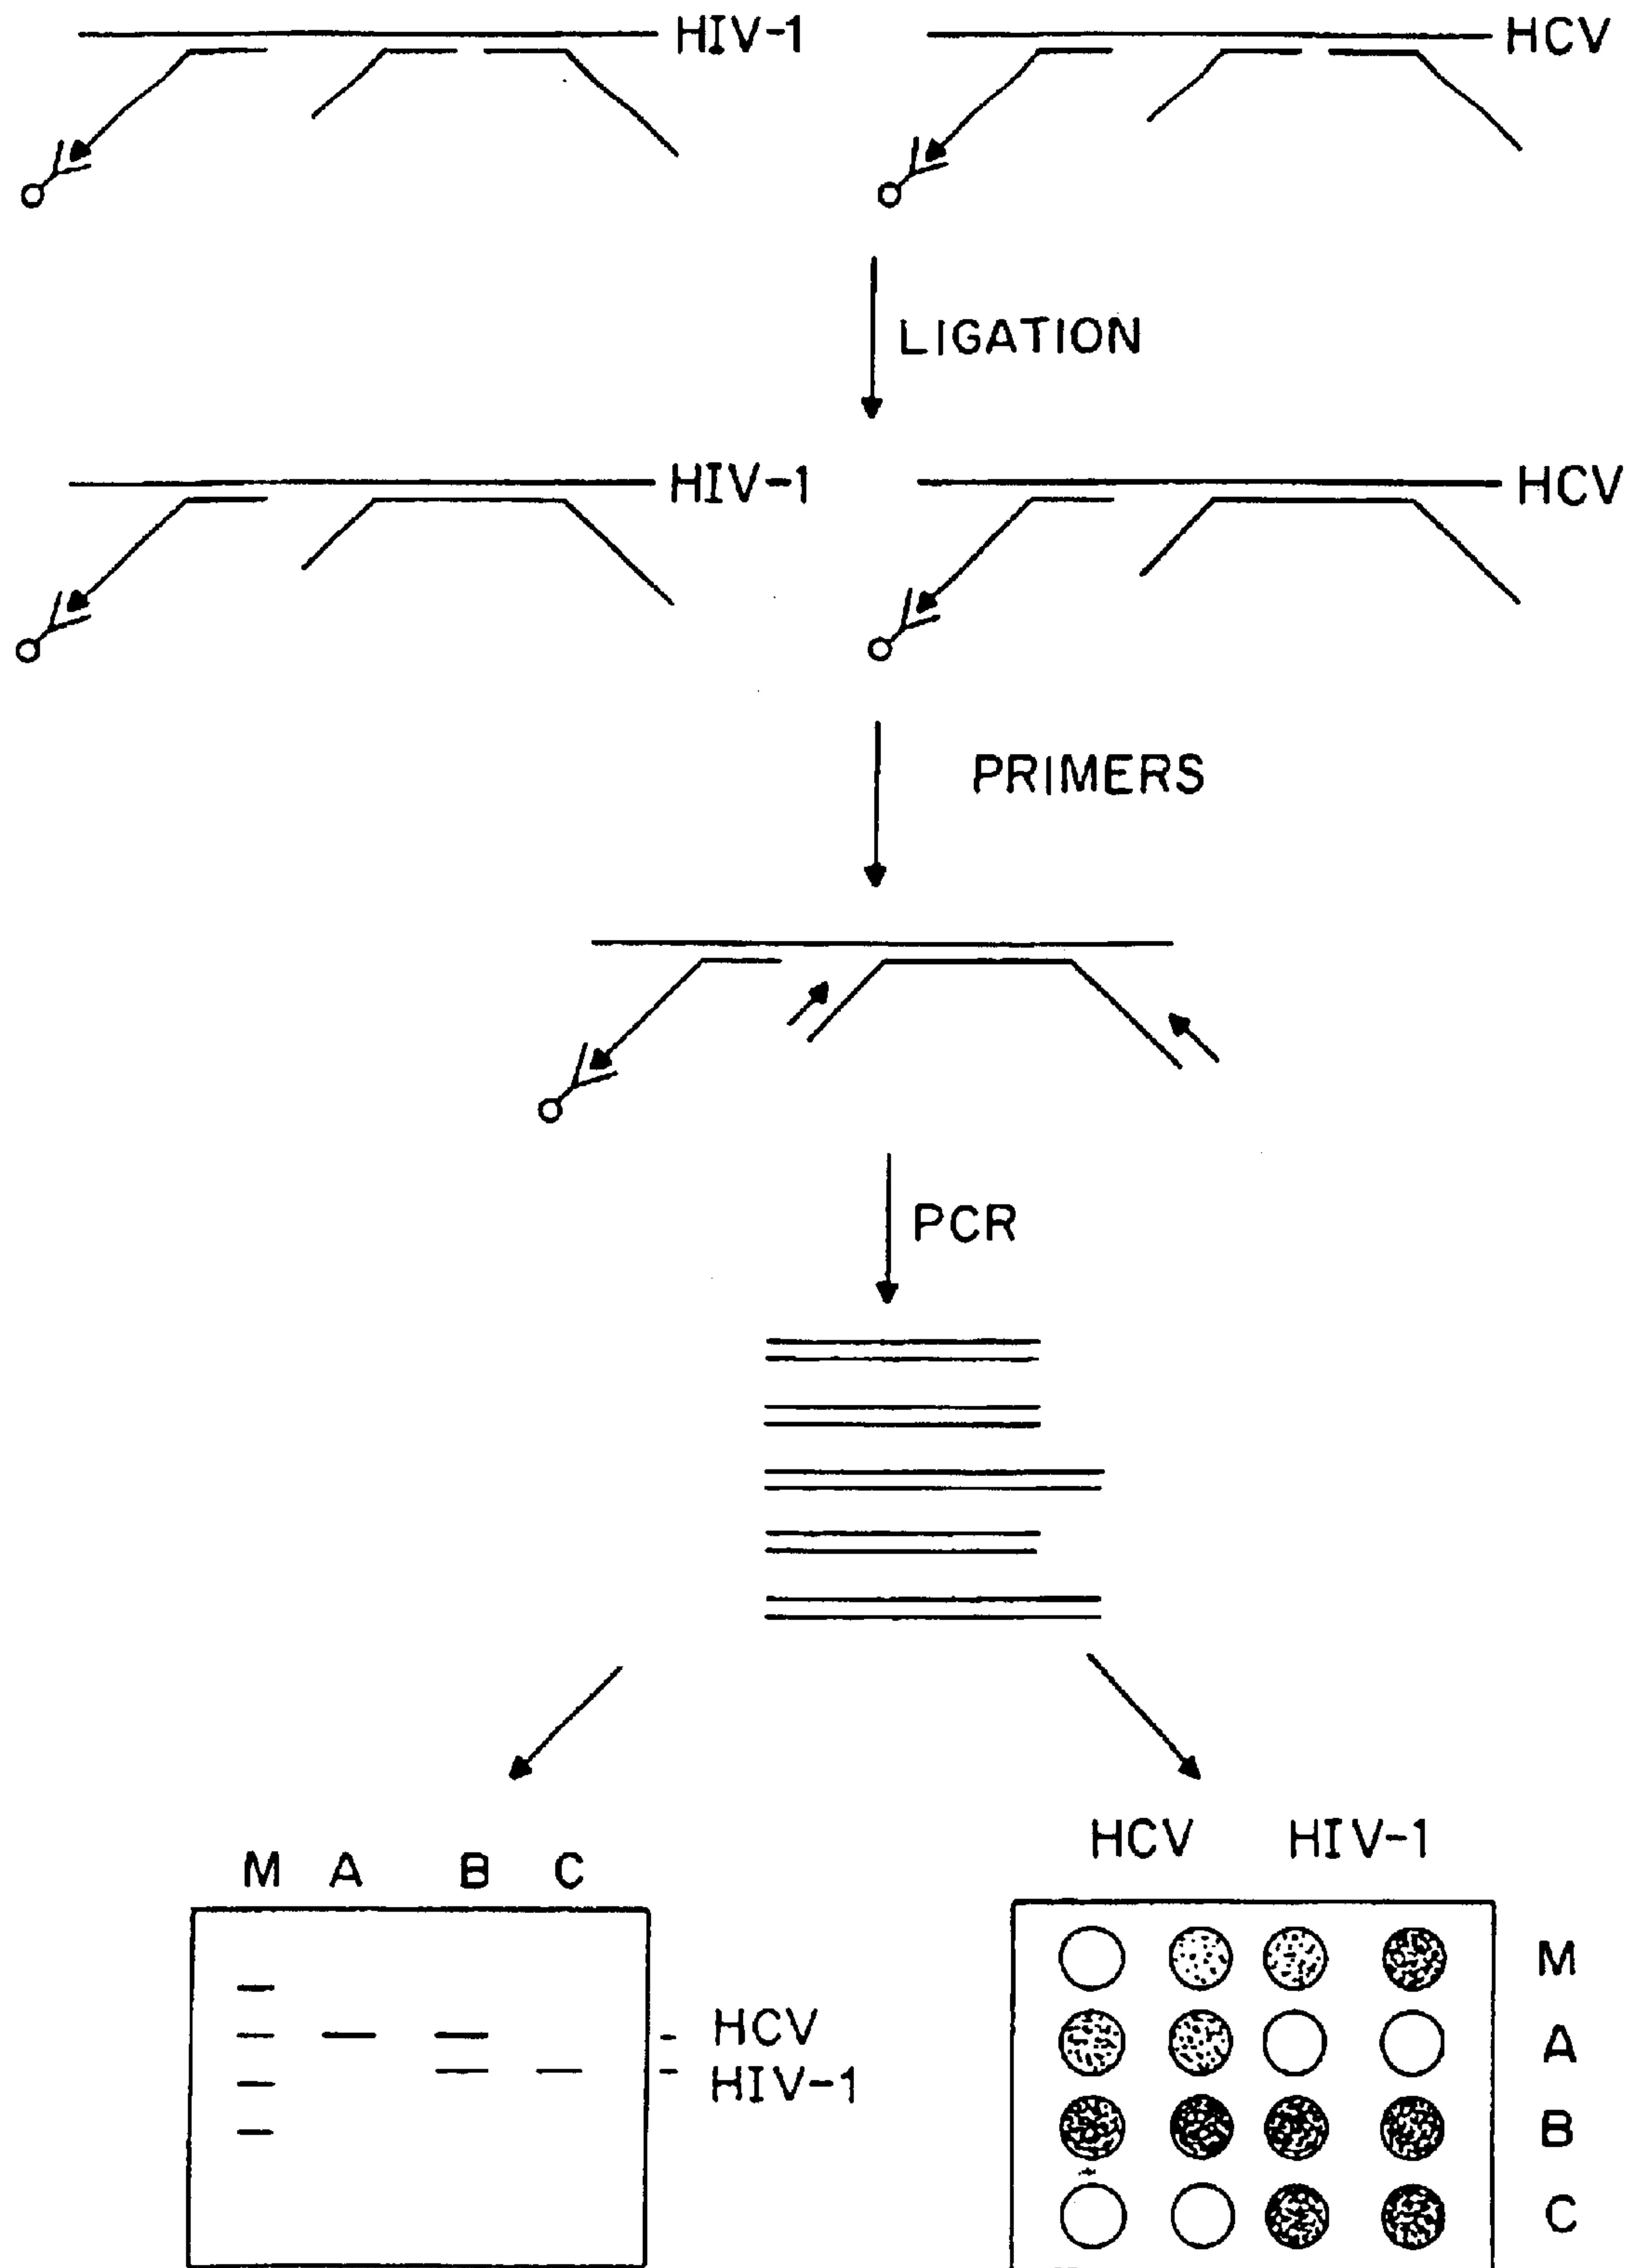 HIV-1
HCV
LIGATION
HIV-1
HCV
PRIMERS
PCR
M A B C
HCV
HIV-1
HCV HIV-1
M
A
B
C